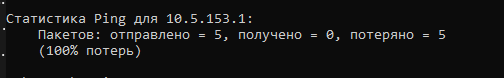 Статистика Ping для 10.5.153.1:
Пакетов: отправлено = 5, получено = 0, потеряно = 5
(100% потерь)